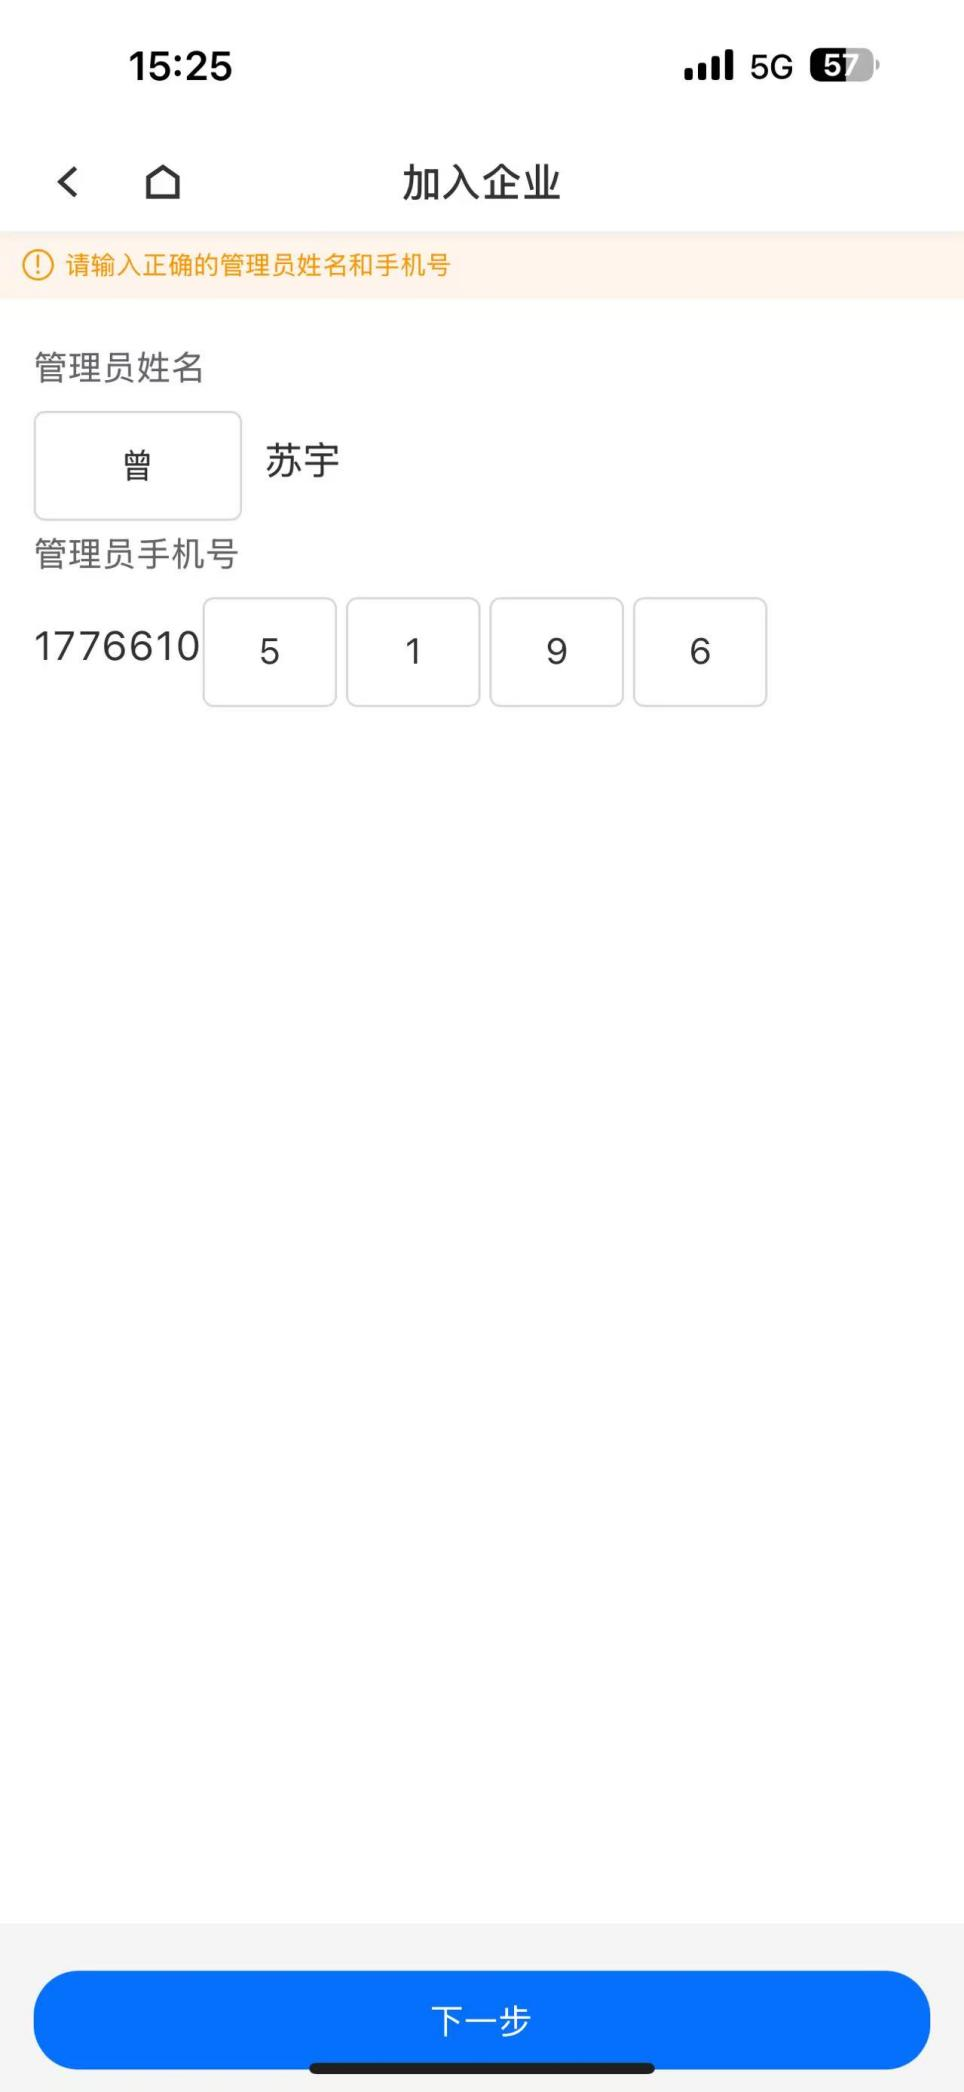 15:25 5G 57
加入企业
请输入正确的管理员姓名和手机号
管理员姓名
曾 苏宇
管理员手机号
1776610 5 1 9 6
下一步